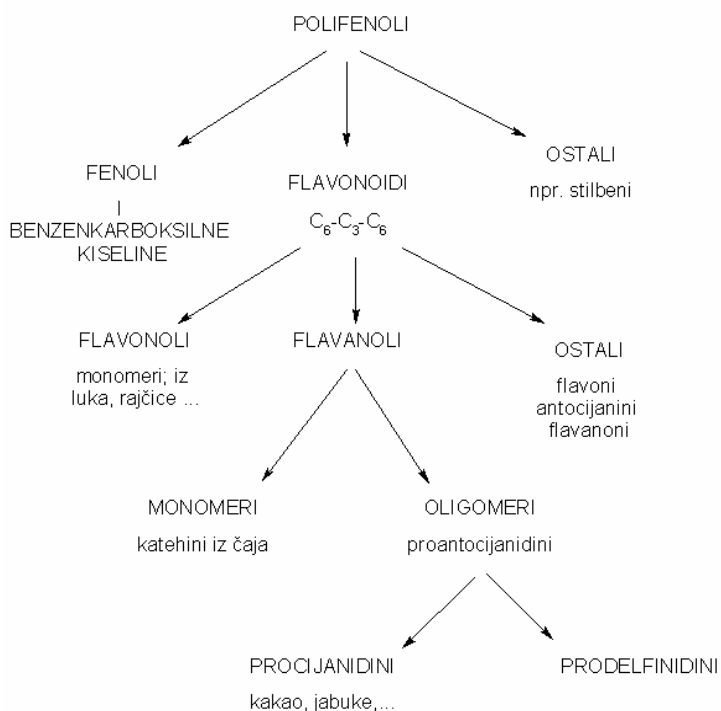 POLIFENOLI
FENOLI
I
BENZENKARBOKSILNE
KISELINE
FLAVONOIDI
C₆-C₃-C₆
OSTALI
npr. stilbeni
FLAVONOLI
monomeri; iz
luka, rajčice ...
FLAVANOLI
OSTALI
flavoni
antocijanini
flavanoni
MONOMERI
katehini iz čaja
OLIGOMERI
proantocijanidini
PROCIJANIDINI
kakao, jabuke,...
PRODELFINIDINI